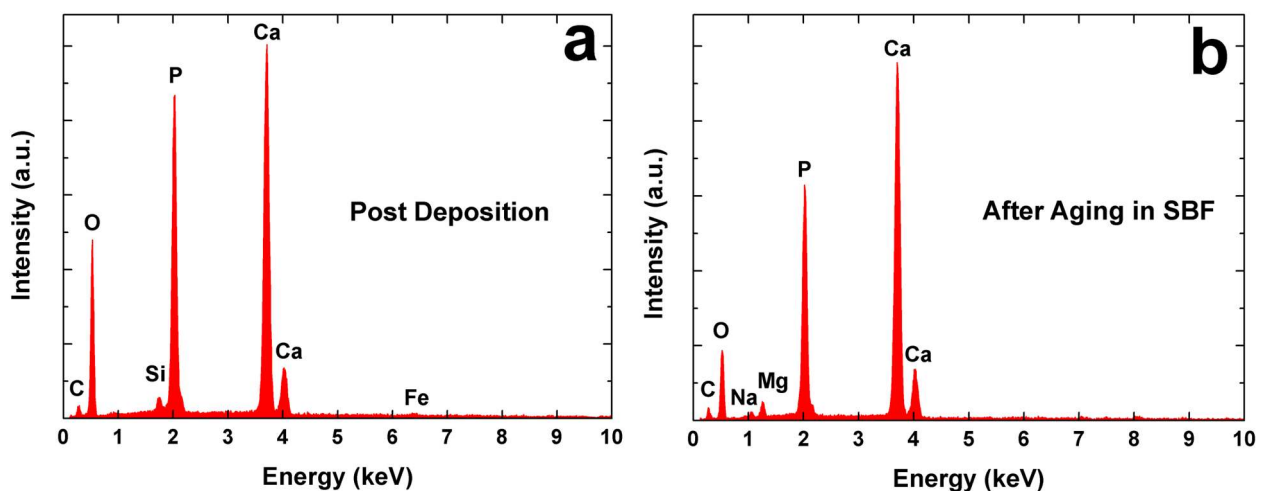 a
Ca
P
O
Ca
Si
C
Fe
Post Deposition
Intensity (a.u.)
0 1 2 3 4 5 6 7 8 9 10
Energy (keV)
b
Ca
P
O
Ca
Mg
C
Na
After Aging in SBF
Intensity (a.u.)
0 1 2 3 4 5 6 7 8 9 10
Energy (keV)